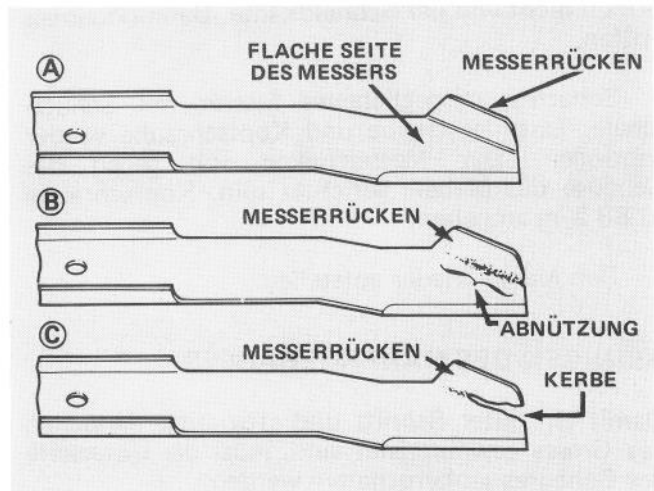 A
FLACHE SEITE
DES MESSERS
MESSERRÜCKEN
B
MESSERRÜCKEN
ABNÜTZUNG
C
MESSERRÜCKEN
KERBE